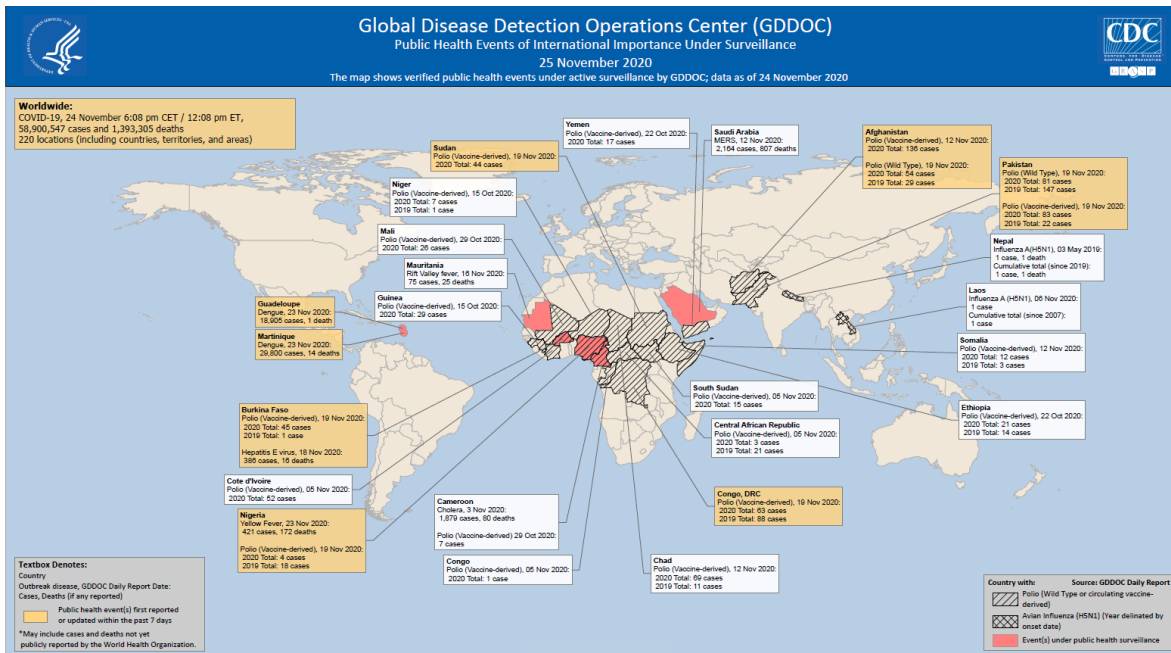 Global Disease Detection Operations Center (GDDOC)
Public Health Events of International Importance Under Surveillance
25 November 2020
The map shows verified public health events under active surveillance by GDDOC; data as of 24 November 2020
CDC
Worldwide:
COVID-19, 24 November 6:08 pm CET / 12:08 pm ET,
58,900,547 cases and 1,393,305 deaths
220 locations (including countries, territories, and areas)
Sudan
Polio (Vaccine-derived), 19 Nov 2020:
2020 Total: 44 cases
Yemen
Polio (Vaccine-derived), 22 Oct 2020:
2020 Total: 17 cases
Saudi Arabia
MERS, 12 Nov 2020:
2,164 cases, 807 deaths
Afghanistan
Polio (Vaccine-derived), 12 Nov 2020:
2020 Total: 136 cases
Polio (Wild Type), 19 Nov 2020:
2020 Total: 54 cases
2019 Total: 29 cases
Pakistan
Polio (Wild Type), 19 Nov 2020:
2020 Total: 81 cases
2019 Total: 147 cases
Polio (Vaccine-derived), 19 Nov 2020:
2020 Total: 83 cases
2019 Total: 22 cases
Niger
Polio (Vaccine-derived), 15 Oct 2020:
2020 Total: 7 cases
2019 Total: 1 case
Mali
Polio (Vaccine-derived), 29 Oct 2020:
2020 Total: 26 cases
Mauritania
Rift Valley fever, 16 Nov 2020:
75 cases, 25 deaths
Guinea
Polio (Vaccine-derived), 15 Oct 2020:
2020 Total: 29 cases
Nepal
Influenza A(H5N1), 03 May 2019:
1 case, 1 death
Cumulative total (since 2019):
1 case, 1 death
Laos
Influenza A (H5N1), 06 Nov 2020:
1 case
Cumulative total (since 2007):
1 case
Guadeloupe
Dengue, 23 Nov 2020:
18,905 cases, 1 death
Martinique
Dengue, 23 Nov 2020:
29,800 cases, 14 deaths
Somalia
Polio (Vaccine-derived), 12 Nov 2020:
2020 Total: 12 cases
2019 Total: 3 cases
South Sudan
Polio (Vaccine-derived), 06 Nov 2020:
2020 Total: 15 cases
Ethiopia
Polio (Vaccine-derived), 22 Oct 2020:
2020 Total: 21 cases
2019 Total: 14 cases
Central African Republic
Polio (Vaccine-derived), 05 Nov 2020:
2020 Total: 3 cases
2019 Total: 21 cases
Burkina Faso
Polio (Vaccine-derived), 19 Nov 2020:
2020 Total: 45 cases
2019 Total: 1 case
Hepatitis E virus, 18 Nov 2020:
386 cases, 16 deaths
Cote d'Ivoire
Polio (Vaccine-derived), 05 Nov 2020:
2020 Total: 52 cases
Nigeria
Yellow Fever, 23 Nov 2020:
421 cases, 172 deaths
Polio (Vaccine-derived), 19 Nov 2020:
2020 Total: 4 cases
2019 Total: 18 cases
Cameroon
Cholera, 3 Nov 2020:
1,879 cases, 80 deaths
Polio (Vaccine-derived) 29 Oct 2020:
7 cases
Congo, DRC
Polio (Vaccine-derived), 19 Nov 2020:
2020 Total: 63 cases
2019 Total: 88 cases
Congo
Polio (Vaccine-derived), 05 Nov 2020:
2020 Total: 1 case
Chad
Polio (Vaccine-derived), 12 Nov 2020:
2020 Total: 69 cases
2019 Total: 11 cases
Textbox Denotes:
Country
Outbreak disease, GDDOC Daily Report Date:
Cases, Deaths (if any reported)
Public health event(s) first reported
or updated within the past 7 days
*May include cases and deaths not yet
publicly reported by the World Health Organization.
Country with: Source: GDDOC Daily Report
Polio (Wild Type or circulating vaccine-
derived)
Avian Influenza (H5N1) (Year delinated by
onset date)
Event(s) under public health surveillance